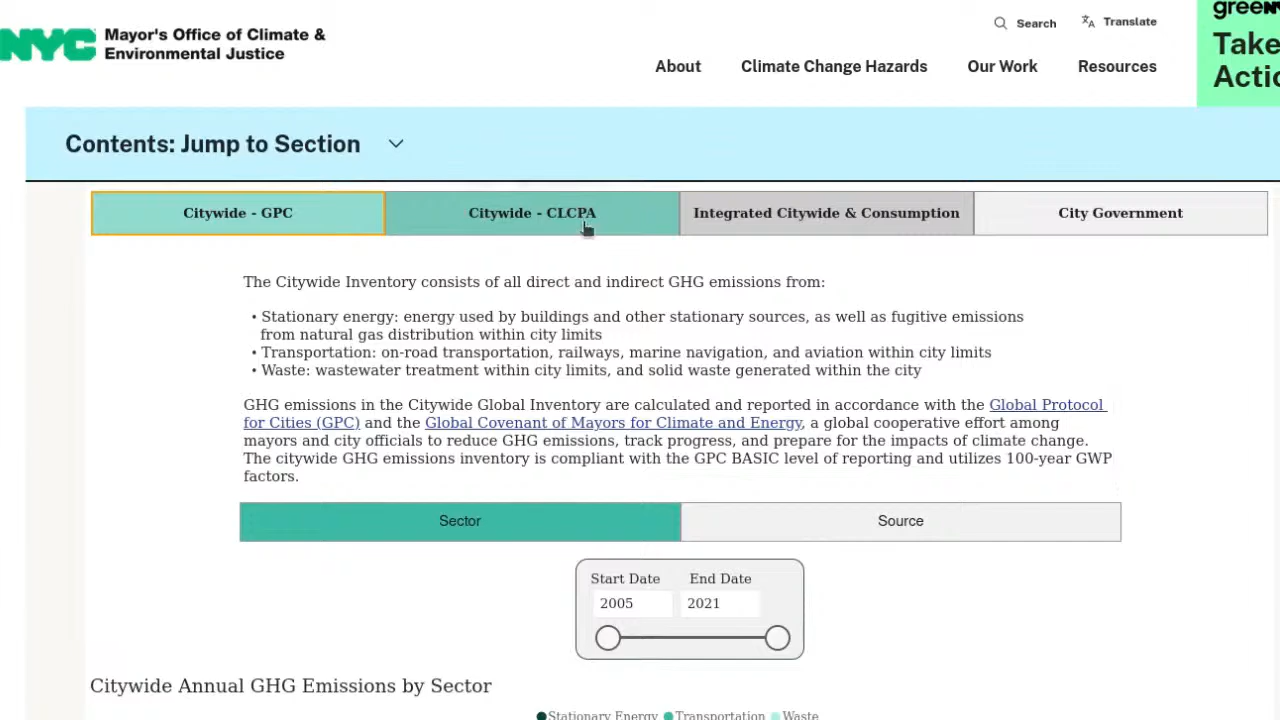 NYC
Mayor's Office of Climate &
Environmental Justice
Search
Translate
About
Climate Change Hazards
Our Work
Resources
Take
Contents: Jump to Section
Citywide - GPC
Citywide - CLCPA
Integrated Citywide & Consumption
City Government
The Citywide Inventory consists of all direct and indirect GHG emissions from:
• Stationary energy: energy used by buildings and other stationary sources, as well as fugitive emissions
from natural gas distribution within city limits
• Transportation: on-road transportation, railways, marine navigation, and aviation within city limits
• Waste: wastewater treatment within city limits, and solid waste generated within the city
GHG emissions in the Citywide Global Inventory are calculated and reported in accordance with the Global Protocol
for Cities (GPC) and the Global Covenant of Mayors for Climate and Energy, a global cooperative effort among
mayors and city officials to reduce GHG emissions, track progress, and prepare for the impacts of climate change.
The citywide GHG emissions inventory is compliant with the GPC BASIC level of reporting and utilizes 100-year GWP
factors.
Sector
Source
Start Date
End Date
2005
2021
Citywide Annual GHG Emissions by Sector
Stationary Energy
Transportation
Waste